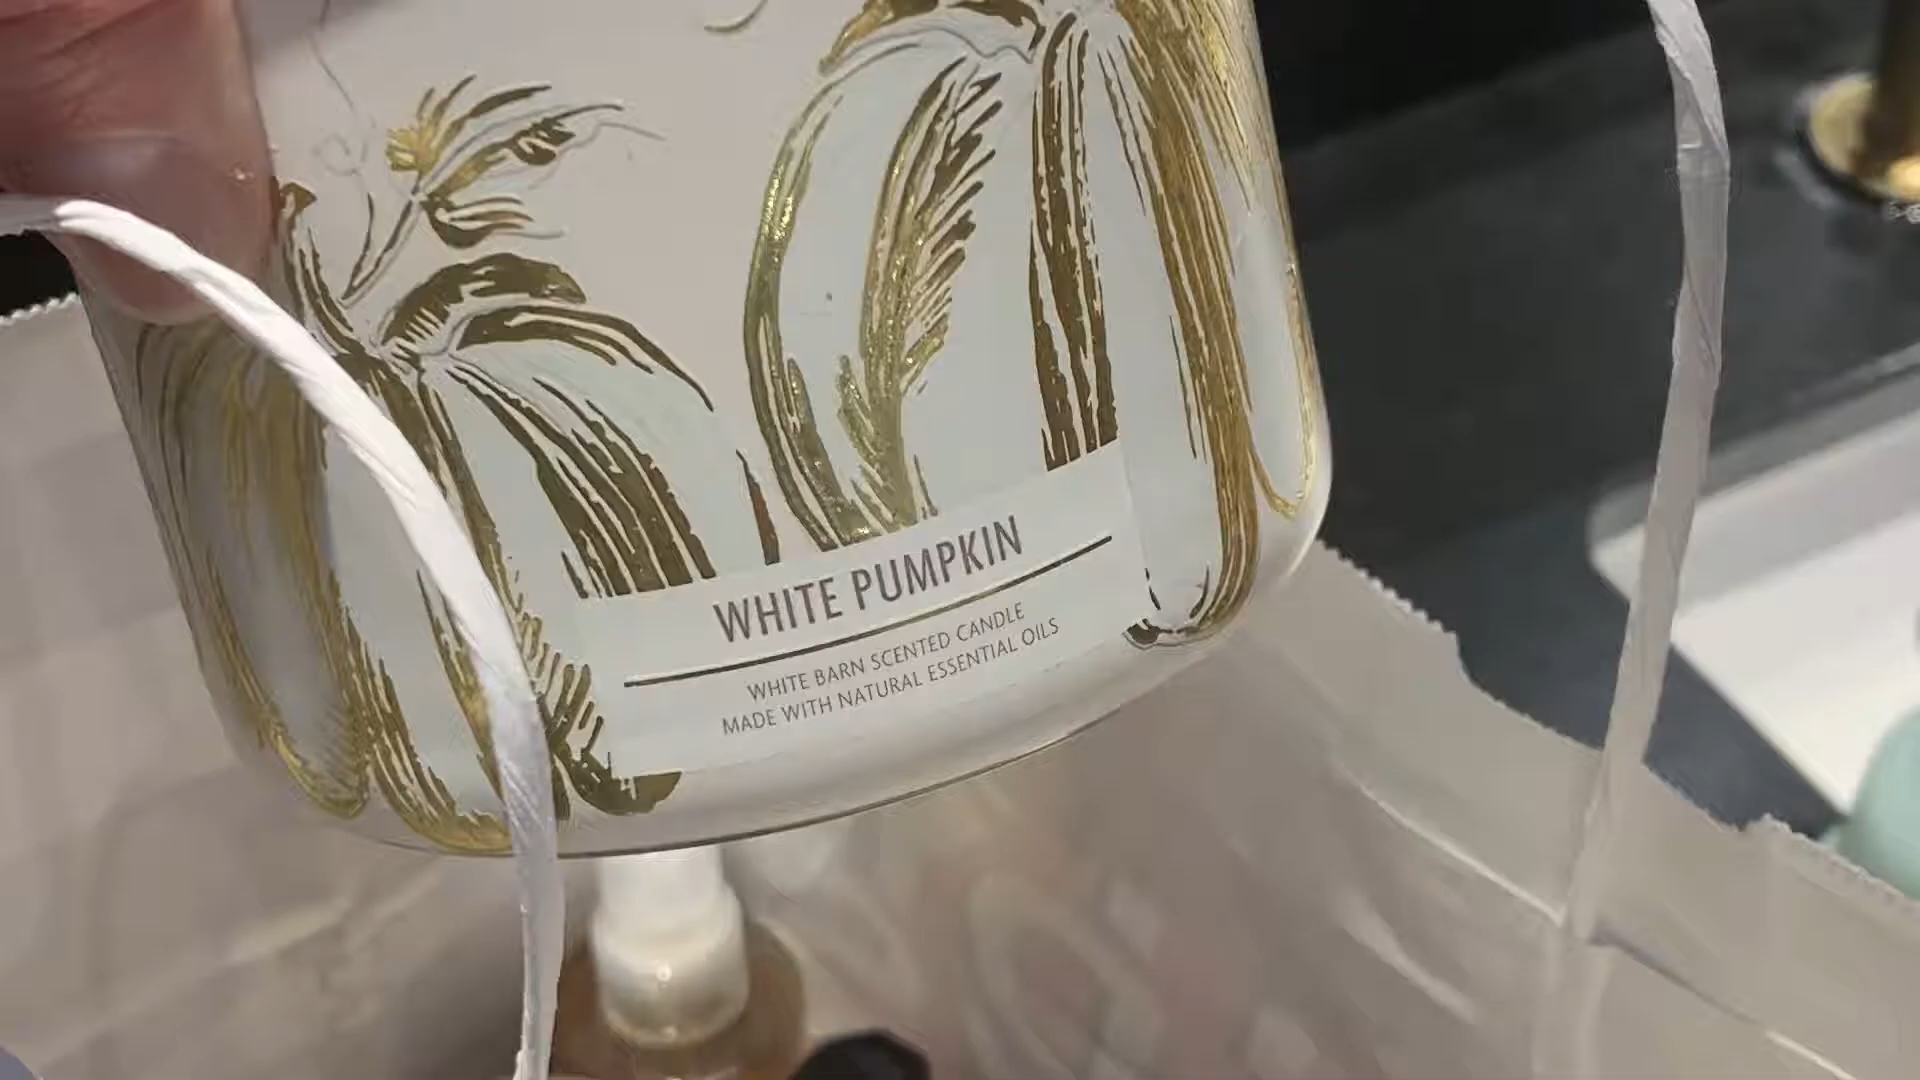 WHITE PUMPKIN
WHITE BARN SCENTED CANDLE
MADE WITH NATURAL ESSENTIAL OILS